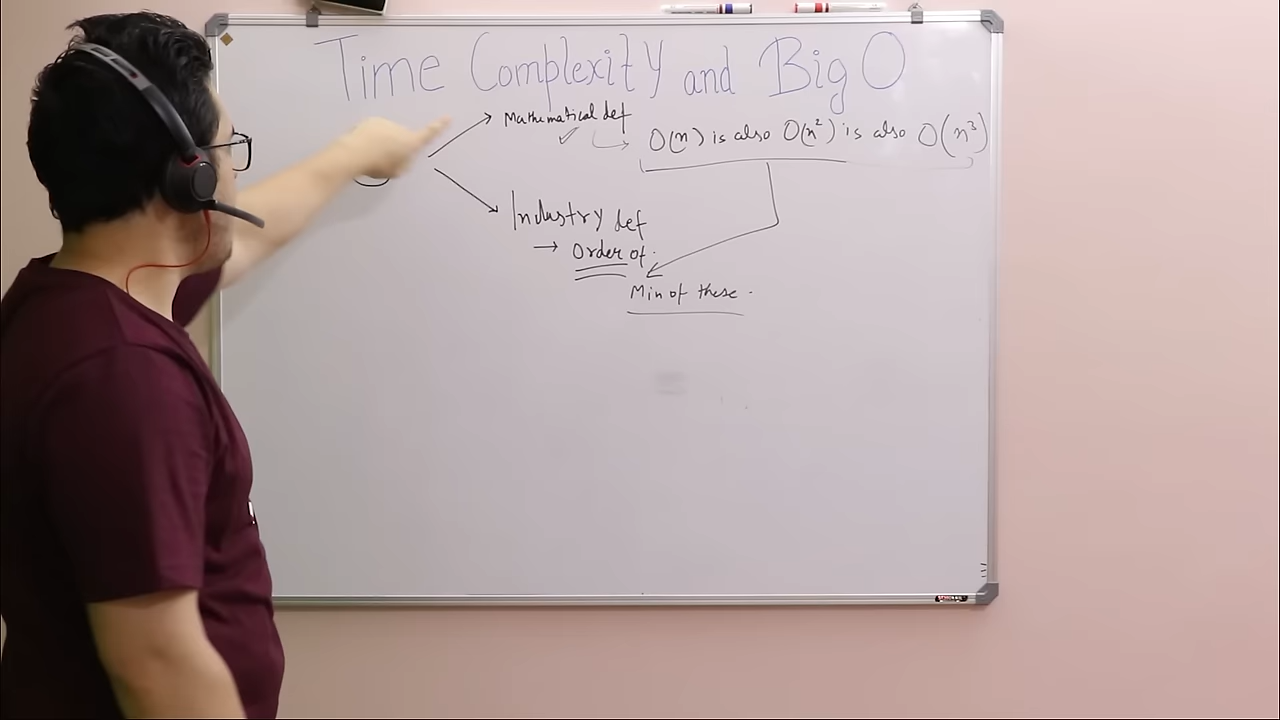 Time Complexity and Big O
Mathematical def
O(n) is also O(n²) is also O(n³)
Industry def
→ Order of.
Min of these.